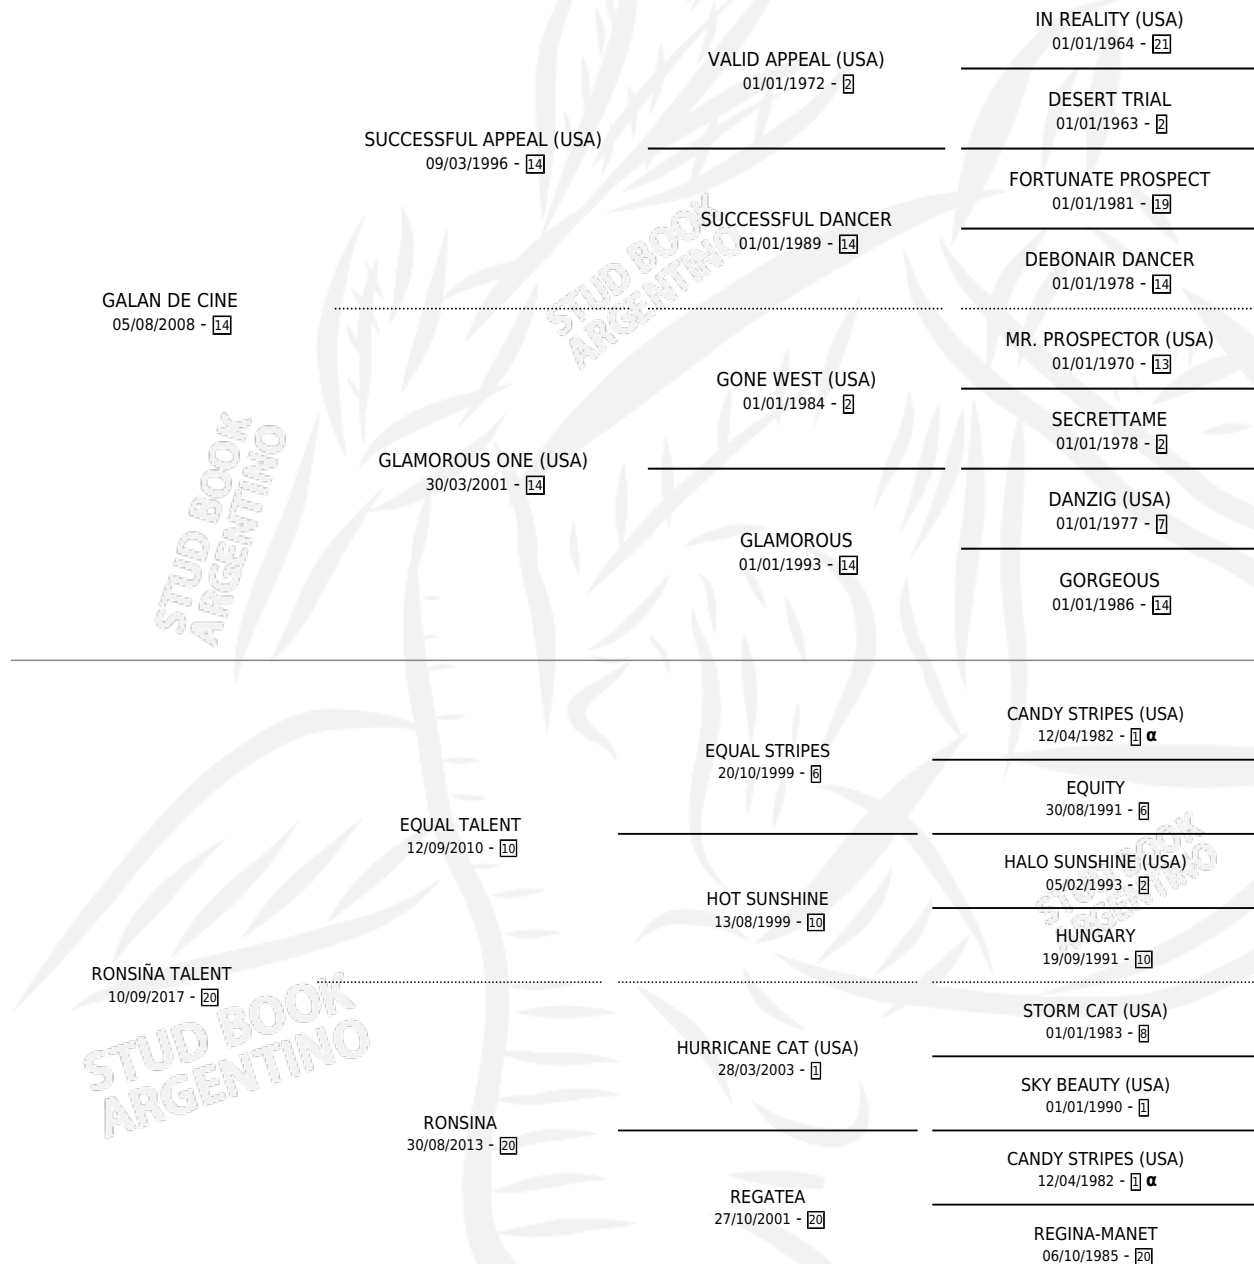 IN REALITY (USA)
01/01/1964 - 21
VALID APPEAL (USA)
01/01/1972 - 2
DESERT TRIAL
01/01/1963 - 2
SUCCESSFUL APPEAL (USA)
09/03/1996 - 14
FORTUNATE PROSPECT
01/01/1981 - 19
SUCCESSFUL DANCER
01/01/1989 - 14
STUD BOOK
ARGENTINO
DEBONAIR DANCER
01/01/1978 - 14
GALAN DE CINE
05/08/2008 - 14
MR. PROSPECTOR (USA)
01/01/1970 - 13
GONE WEST (USA)
01/01/1984 - 2
SECRETTAME
01/01/1978 - 2
GLAMOROUS ONE (USA)
30/03/2001 - 14
DANZIG (USA)
01/01/1977 - 7
GLAMOROUS
01/01/1993 - 14
GORGEOUS
01/01/1986 - 14
STUD BOOK
ARGENTINO
CANDY STRIPES (USA)
12/04/1982 - 1 α
EQUAL STRIPES
20/10/1999 - 6
EQUITY
30/08/1991 - 6
EQUAL TALENT
12/09/2010 - 10
HALO SUNSHINE (USA)
05/02/1993 - 2
STUD BOOK
ARGENTINO
HOT SUNSHINE
13/08/1999 - 10
HUNGARY
19/09/1991 - 10
RONSIÑA TALENT
10/09/2017 - 20
STUD BOOK
ARGENTINO
STORM CAT (USA)
01/01/1983 - 8
HURRICANE CAT (USA)
28/03/2003 - 1
SKY BEAUTY (USA)
01/01/1990 - 1
RONSINA
30/08/2013 - 20
CANDY STRIPES (USA)
12/04/1982 - 1 α
REGATEA
27/10/2001 - 20
REGINA-MANET
06/10/1985 - 20